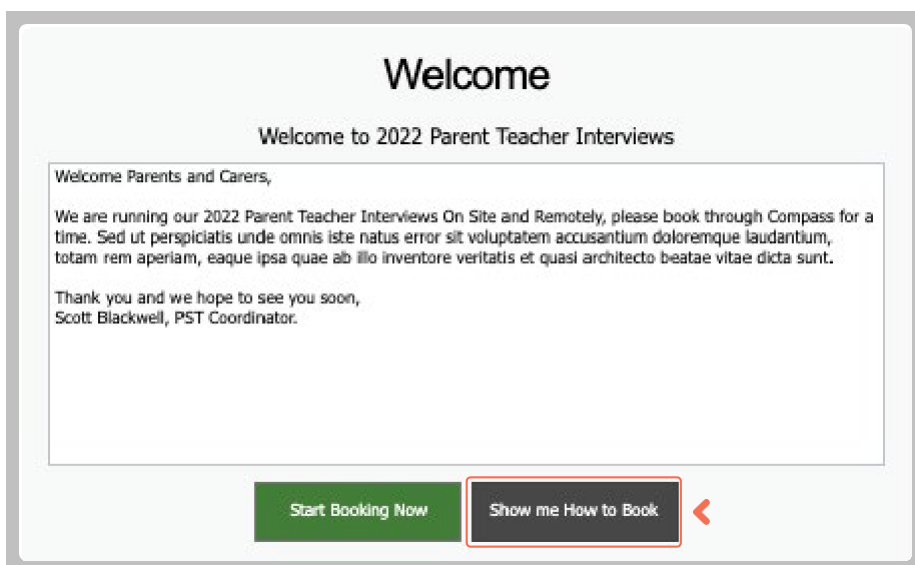 Welcome
Welcome to 2022 Parent Teacher Interviews
Welcome Parents and Carers,
We are running our 2022 Parent Teacher Interviews On Site and Remotely, please book through Compass for a
time. Sed ut perspiciatis unde omnis iste natus error sit voluptatem accusantium doloremque laudantium,
totam rem aperiam, eaque ipsa quae ab illo inventore veritatis et quasi architecto beatae vitae dicta sunt.
Thank you and we hope to see you soon,
Scott Blackwell, PST Coordinator.
Start Booking Now
Show me How to Book